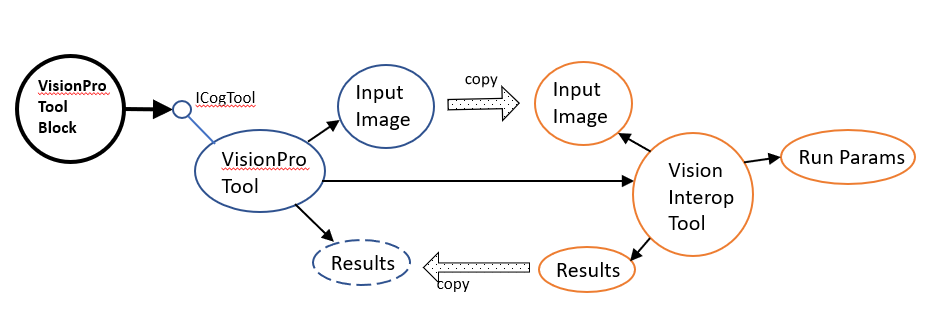 VisionPro
Tool
Block
ICogTool
VisionPro
Tool
Input
Image
copy
Input
Image
Vision
Interop
Tool
Run Params
Results
copy
Results